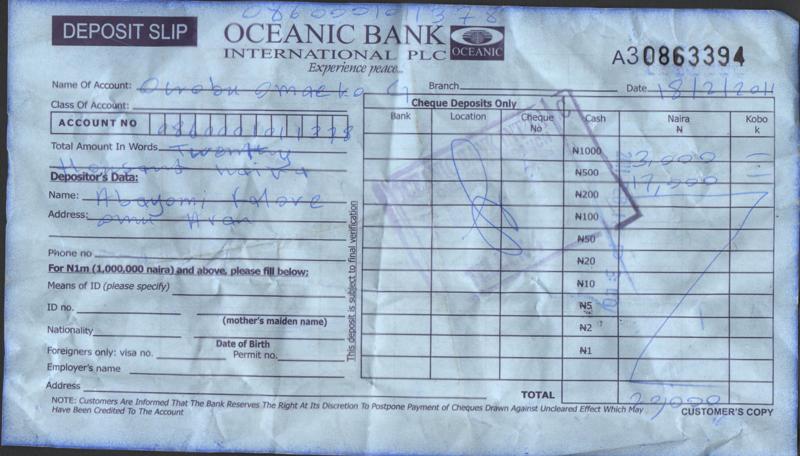 0860001011378
DEPOSIT SLIP
OCEANIC BANK
INTERNATIONAL PLC
Experience peace...
OCEANIC
A30863394
Name Of Account:
Branch
Date 18/2/2011
Class Of Account:
Cheque Deposits Only
ACCOUNT NO 0860001011378
Bank Location Cheque No Cash Naira N Kobo k
Total Amount In Words Twenty
thousand naira
₦1000 3,000 =
₦500 17,000 =
Depositor's Data:
₦200
Name: Abayomi
₦100
Address: omu Aran
₦50
Phone no
₦20
For N1m (1,000,000 naira) and above, please fill below;
Means of ID (please specify)
₦10
ID no.
₦5
(mother's maiden name)
Nationality
₦2
Date of Birth
Foreigners only: visa no. Permit no.
₦1
Employer's name
Address
This deposit is subject to final verification
TOTAL
NOTE: Customers Are Informed That The Bank Reserves The Right At Its Discretion To Postpone Payment of Cheques Drawn Against Uncleared Effect Which May
Have Been Credited To The Account
CUSTOMER'S COPY